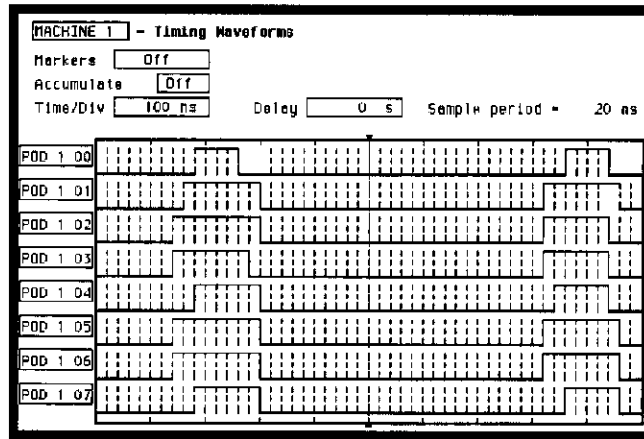 MACHINE 1 - Timing Waveforms
Markers Off
Accumulate Off
Time/Div 100 ns Delay 0 s Sample period = 20 ns
POD 1 00
POD 1 01
POD 1 02
POD 1 03
POD 1 04
POD 1 05
POD 1 06
POD 1 07